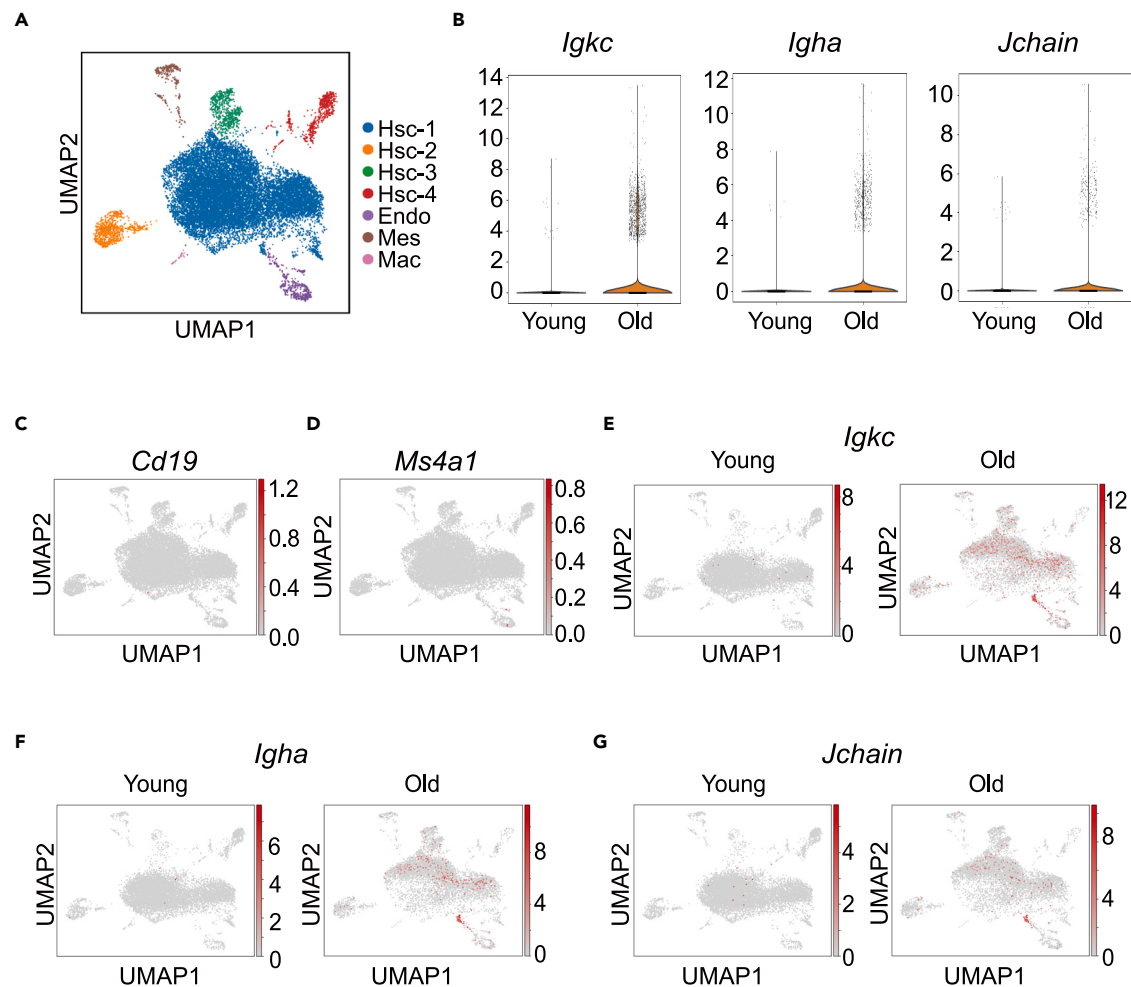 A
UMAP2
UMAP1
Hsc-1
Hsc-2
Hsc-3
Hsc-4
Endo
Mes
Mac
B
Igkc
14
12
10
8
6
4
2
0
Young Old
Igha
12
10
8
6
4
2
0
Young Old
Jchain
10
8
6
4
2
0
Young Old
C
Cd19
UMAP2
1.2
0.8
0.4
0.0
UMAP1
D
Ms4a1
UMAP2
0.8
0.6
0.4
0.2
0.0
UMAP1
E
Igkc
Young
UMAP2
8
4
0
UMAP1
Old
UMAP2
12
8
4
0
UMAP1
F
Igha
Young
UMAP2
6
4
2
0
UMAP1
Old
UMAP2
8
4
0
UMAP1
G
Jchain
Young
UMAP2
4
2
0
UMAP1
Old
UMAP2
8
4
0
UMAP1